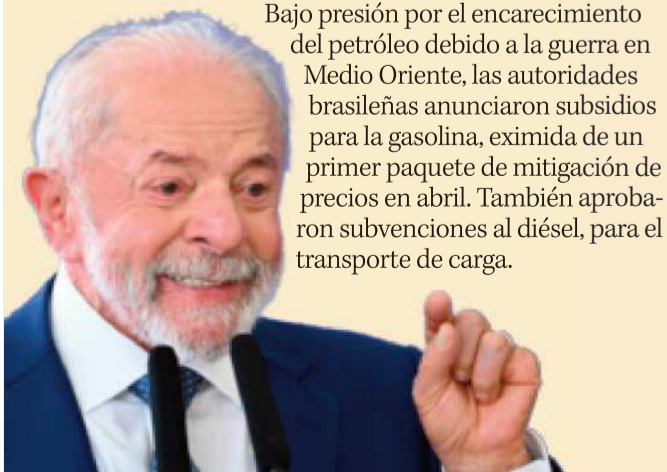 Bajo presión por el encarecimiento
del petróleo debido a la guerra en
Medio Oriente, las autoridades
brasileñas anunciaron subsidios
para la gasolina, eximida de un
primer paquete de mitigación de
precios en abril. También aproba-
ron subvenciones al diésel, para el
transporte de carga.